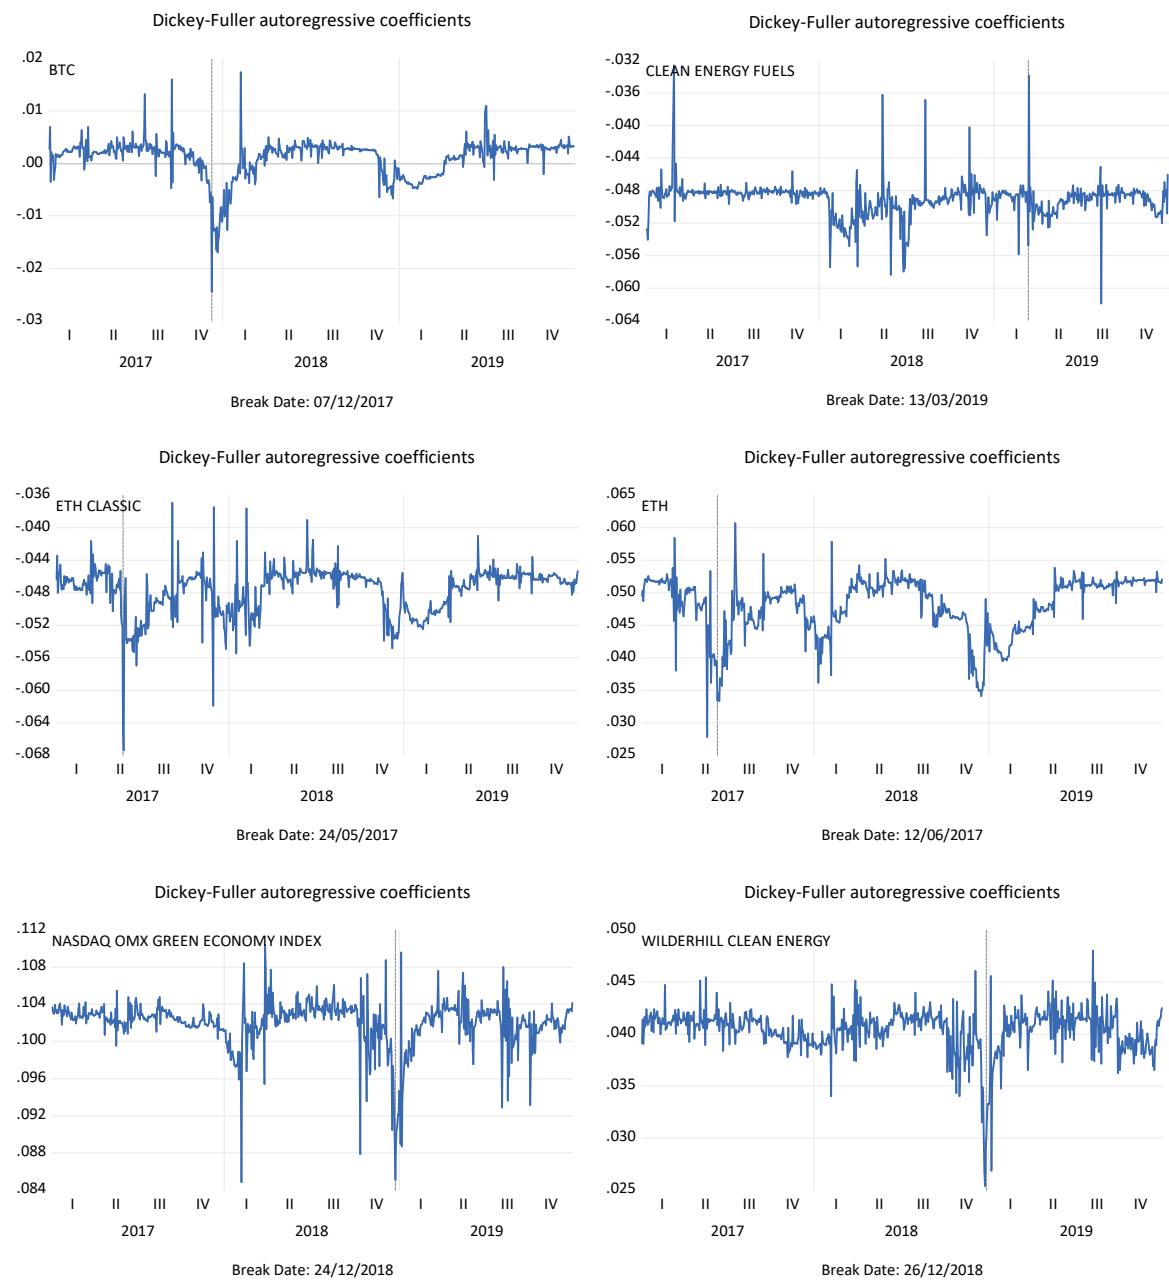 Dickey-Fuller autoregressive coefficients
.02
BTC
.01
.00
-.01
-.02
-.03
I II III IV I II III IV I II III IV
2017 2018 2019
Break Date: 07/12/2017
Dickey-Fuller autoregressive coefficients
-.032
CLEAN ENERGY FUELS
-.036
-.040
-.044
-.048
-.052
-.056
-.060
-.064
I II III IV I II III IV I II III IV
2017 2018 2019
Break Date: 13/03/2019
Dickey-Fuller autoregressive coefficients
-.036
ETH CLASSIC
-.040
-.044
-.048
-.052
-.056
-.060
-.064
-.068
I II III IV I II III IV I II III IV
2017 2018 2019
Break Date: 24/05/2017
Dickey-Fuller autoregressive coefficients
.065
ETH
.060
.055
.050
.045
.040
.035
.030
.025
I II III IV I II III IV I II III IV
2017 2018 2019
Break Date: 12/06/2017
Dickey-Fuller autoregressive coefficients
.112
NASDAQ OMX GREEN ECONOMY INDEX
.108
.104
.100
.096
.092
.088
.084
I II III IV I II III IV I II III IV
2017 2018 2019
Break Date: 24/12/2018
Dickey-Fuller autoregressive coefficients
.050
WILDERHILL CLEAN ENERGY
.045
.040
.035
.030
.025
I II III IV I II III IV I II III IV
2017 2018 2019
Break Date: 26/12/2018